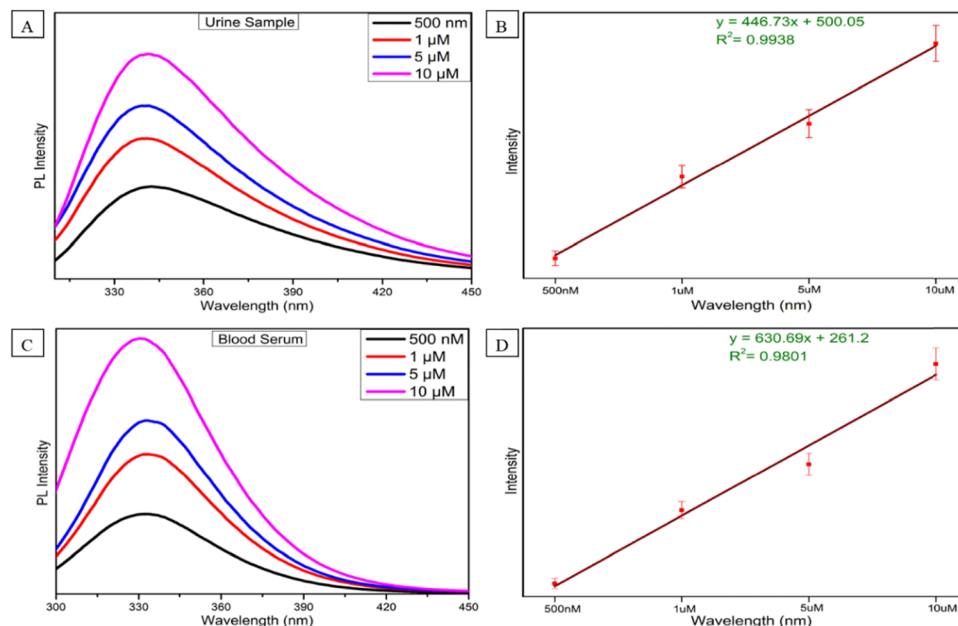 A
Urine Sample
500 nm
1 µM
5 µM
10 µM
PL Intensity
330
360
390
420
450
Wavelength (nm)
B
y = 446.73x + 500.05
R²= 0.9938
Intensity
500nM
1uM
5uM
10uM
Wavelength (nm)
C
Blood Serum
500 nM
1 µM
5 µM
10 µM
PL Intensity
300
330
360
390
420
450
Wavelength (nm)
D
y = 630.69x + 261.2
R²= 0.9801
Intensity
500nM
1uM
5uM
10uM
Wavelength (nm)